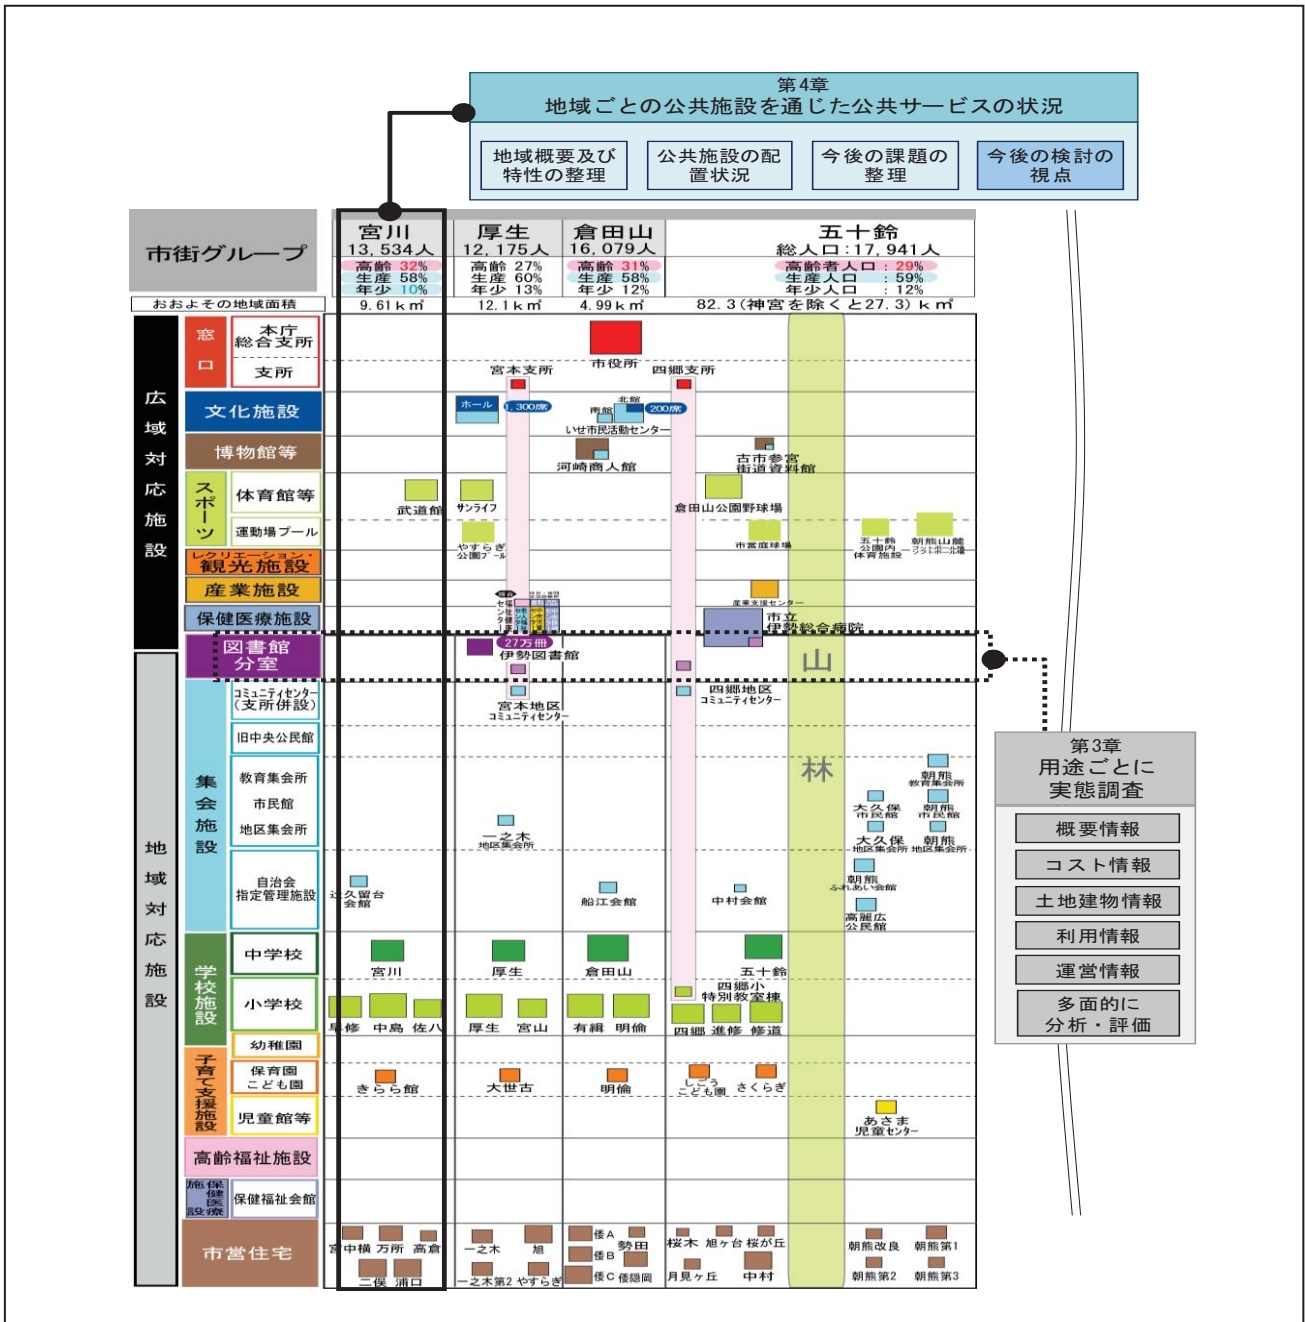 第4章
地域ごとの公共施設を通じた公共サービスの状況
地域概要及び
特性の整理
公共施設の配
置状況
今後の課題の
整理
今後の検討の
視点
市街グループ
宮川
13,534人
高齢 32%
生産 58%
年少 10%
厚生
12,175人
高齢 27%
生産 60%
年少 13%
倉田山
16,079人
高齢 31%
生産 58%
年少 12%
五十鈴
総人口:17,941人
高齢者人口 : 29%
生産人口 : 59%
年少人口 : 12%
おおよその地域面積
9.61k㎡
12.1k㎡
4.99k㎡
82.3(神宮を除くと27.3)k㎡
広域対応施設
窓口
本庁
総合支所
支所
市役所
宮本支所
四郷支所
文化施設
ホール
1,300席
北館
南館
200席
いせ市民活動センター
博物館等
河崎商人館
古市参宮
街道資料館
スポーツ
体育館等
武道館
サンライフ
倉田山公園野球場
運動場プール
やすらぎ
公園プール
市営庭球場
五十鈴
公園内
体育施設
朝熊山麓
フットボール場
レクリエーション・
観光施設
産業施設
産業支援センター
保健医療施設
市立
伊勢総合病院
図書館
分室
27万冊
伊勢図書館
山林
地域対応施設
集会施設
コミュニティセンター
(支所併設)
宮本地区
コミュニティセンター
四郷地区
コミュニティセンター
旧中央公民館
教育集会所
市民館
地区集会所
一之木
地区集会所
朝熊
教育集会所
大久保
市民館
朝熊
市民館
大久保
地区集会所
朝熊
地区集会所
自治会
指定管理施設
辻久留台
会館
船江会館
中村会館
朝熊
ふれあい会館
高麗広
公民館
学校施設
中学校
宮川
厚生
倉田山
五十鈴
小学校
四郷小
特別教室棟
早修 中島 佐八
厚生 宮山
有緝 明倫
四郷 進修 修道
幼稚園
子育て支援施設
保育園
こども園
きらら館
大世古
明倫
しごう
こども園
さくらぎ
児童館等
あさま
児童センター
高齢福祉施設
保健医療施設
保健福祉会館
市営住宅
宮中横 万所 高倉
二俣 浦口
一之木 旭
一之木第2 やすらぎ
倭A
勢田
倭B
倭C 倭隠岡
桜木 旭ヶ台 桜が丘
月見ヶ丘 中村
朝熊改良 朝熊第1
朝熊第2 朝熊第3
第3章
用途ごとに
実態調査
概要情報
コスト情報
土地建物情報
利用情報
運営情報
多面的に
分析・評価